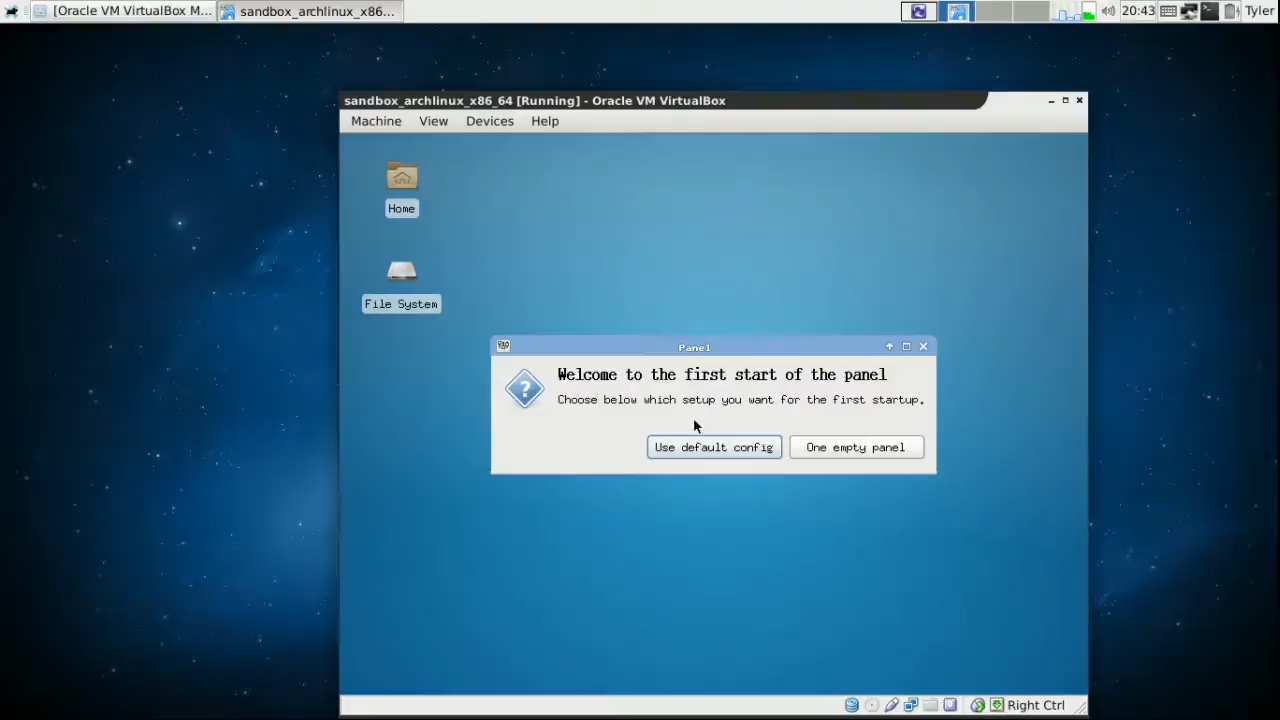 [Oracle VM VirtualBox M...
sandbox_archlinux_x86...
20:43
Tyler
sandbox_archlinux_x86_64 [Running] - Oracle VM VirtualBox
Machine View Devices Help
Home
File System
Panel
Welcome to the first start of the panel
Choose below which setup you want for the first startup.
Use default config
One empty panel
Right Ctrl